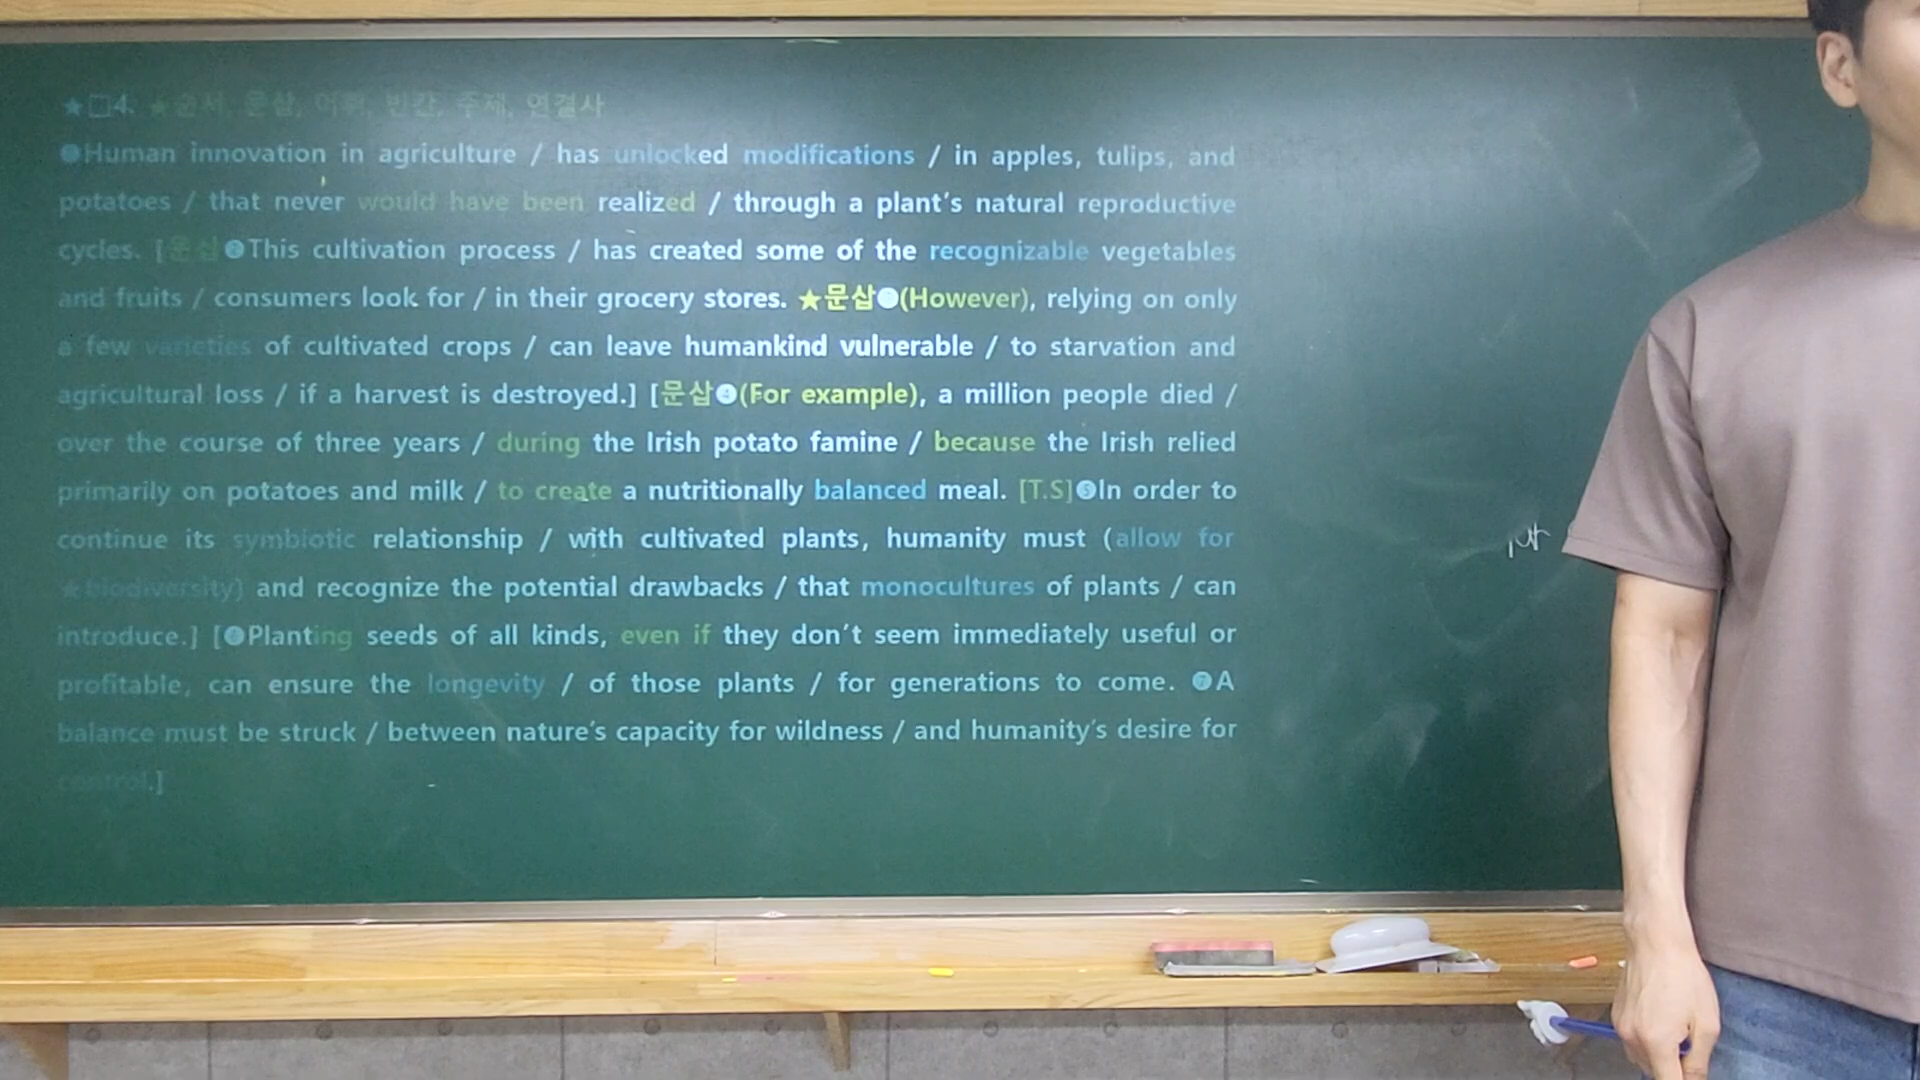 ★□4. ★순서, 문삽, 어휘, 빈칸, 주제, 연결사
❶Human innovation in agriculture / has unlocked modifications / in apples, tulips, and
potatoes / that never would have been realized / through a plant's natural reproductive
cycles. [문삽❷This cultivation process / has created some of the recognizable vegetables
and fruits / consumers look for / in their grocery stores. ★문삽❸(However), relying on only
a few varieties of cultivated crops / can leave humankind vulnerable / to starvation and
agricultural loss / if a harvest is destroyed.] [문삽❹(For example), a million people died /
over the course of three years / during the Irish potato famine / because the Irish relied
primarily on potatoes and milk / to create a nutritionally balanced meal. [T.S]❺In order to
continue its symbiotic relationship / with cultivated plants, humanity must (allow for
★biodiversity) and recognize the potential drawbacks / that monocultures of plants / can
introduce.] [❻Planting seeds of all kinds, even if they don't seem immediately useful or
profitable, can ensure the longevity / of those plants / for generations to come. ❼A
balance must be struck / between nature's capacity for wildness / and humanity's desire for
control.]